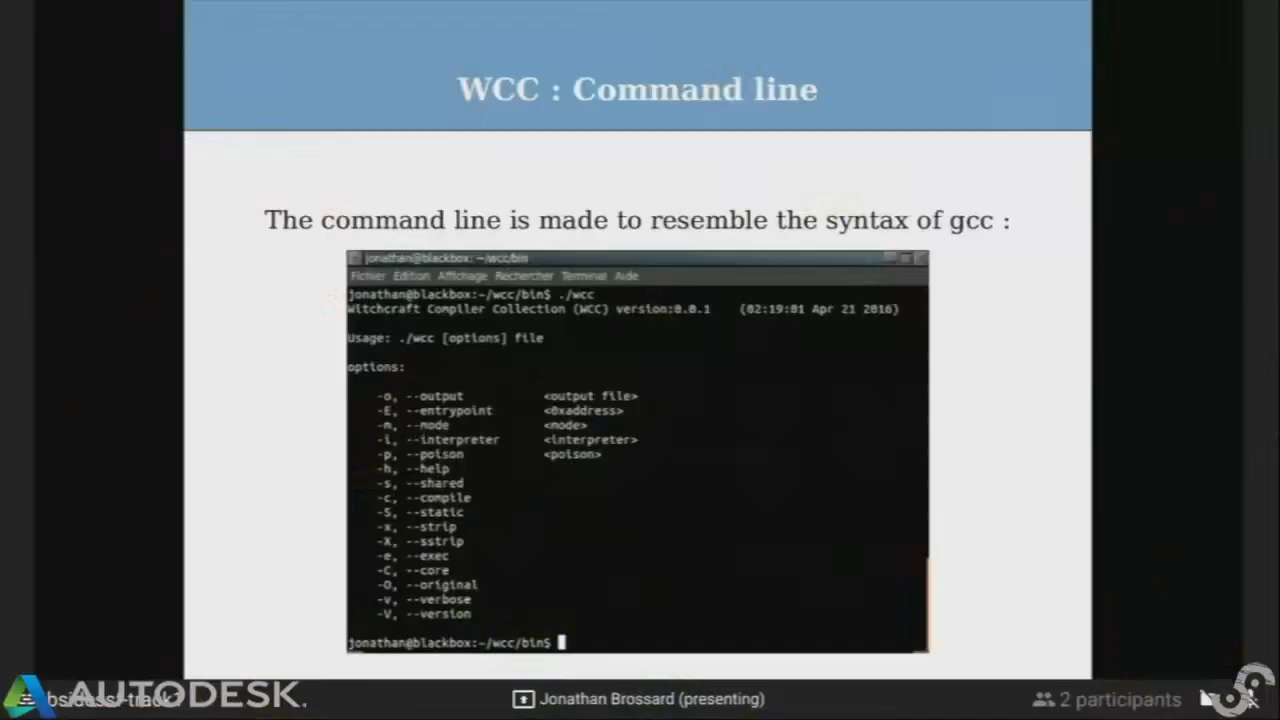 WCC : Command line
The command line is made to resemble the syntax of gcc :
jonathan@blackbox: ~/wcc/bin
Fichier Edition Affichage Rechercher Terminal Aide
jonathan@blackbox:~/wcc/bin$ ./wcc
Witchcraft Compiler Collection (WCC) version:0.0.1 (02:19:01 Apr 21 2016)
Usage: ./wcc [options] file
options:
-o, --output <output file>
-E, --entrypoint <0xaddress>
-m, --mode <mode>
-i, --interpreter <interpreter>
-p, --poison <poison>
-h, --help
-s, --shared
-c, --compile
-S, --static
-x, --strip
-X, --sstrip
-e, --exec
-C, --core
-O, --original
-v, --verbose
-V, --version
jonathan@blackbox:~/wcc/bin$
AUTODESK.
Jonathan Brossard (presenting)
2 participants